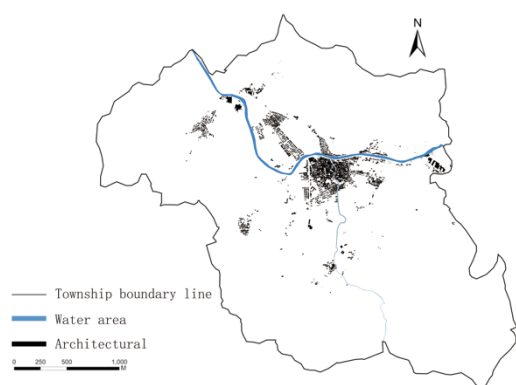 N
Township boundary line
Water area
Architectural
0 250 500 1,000
M